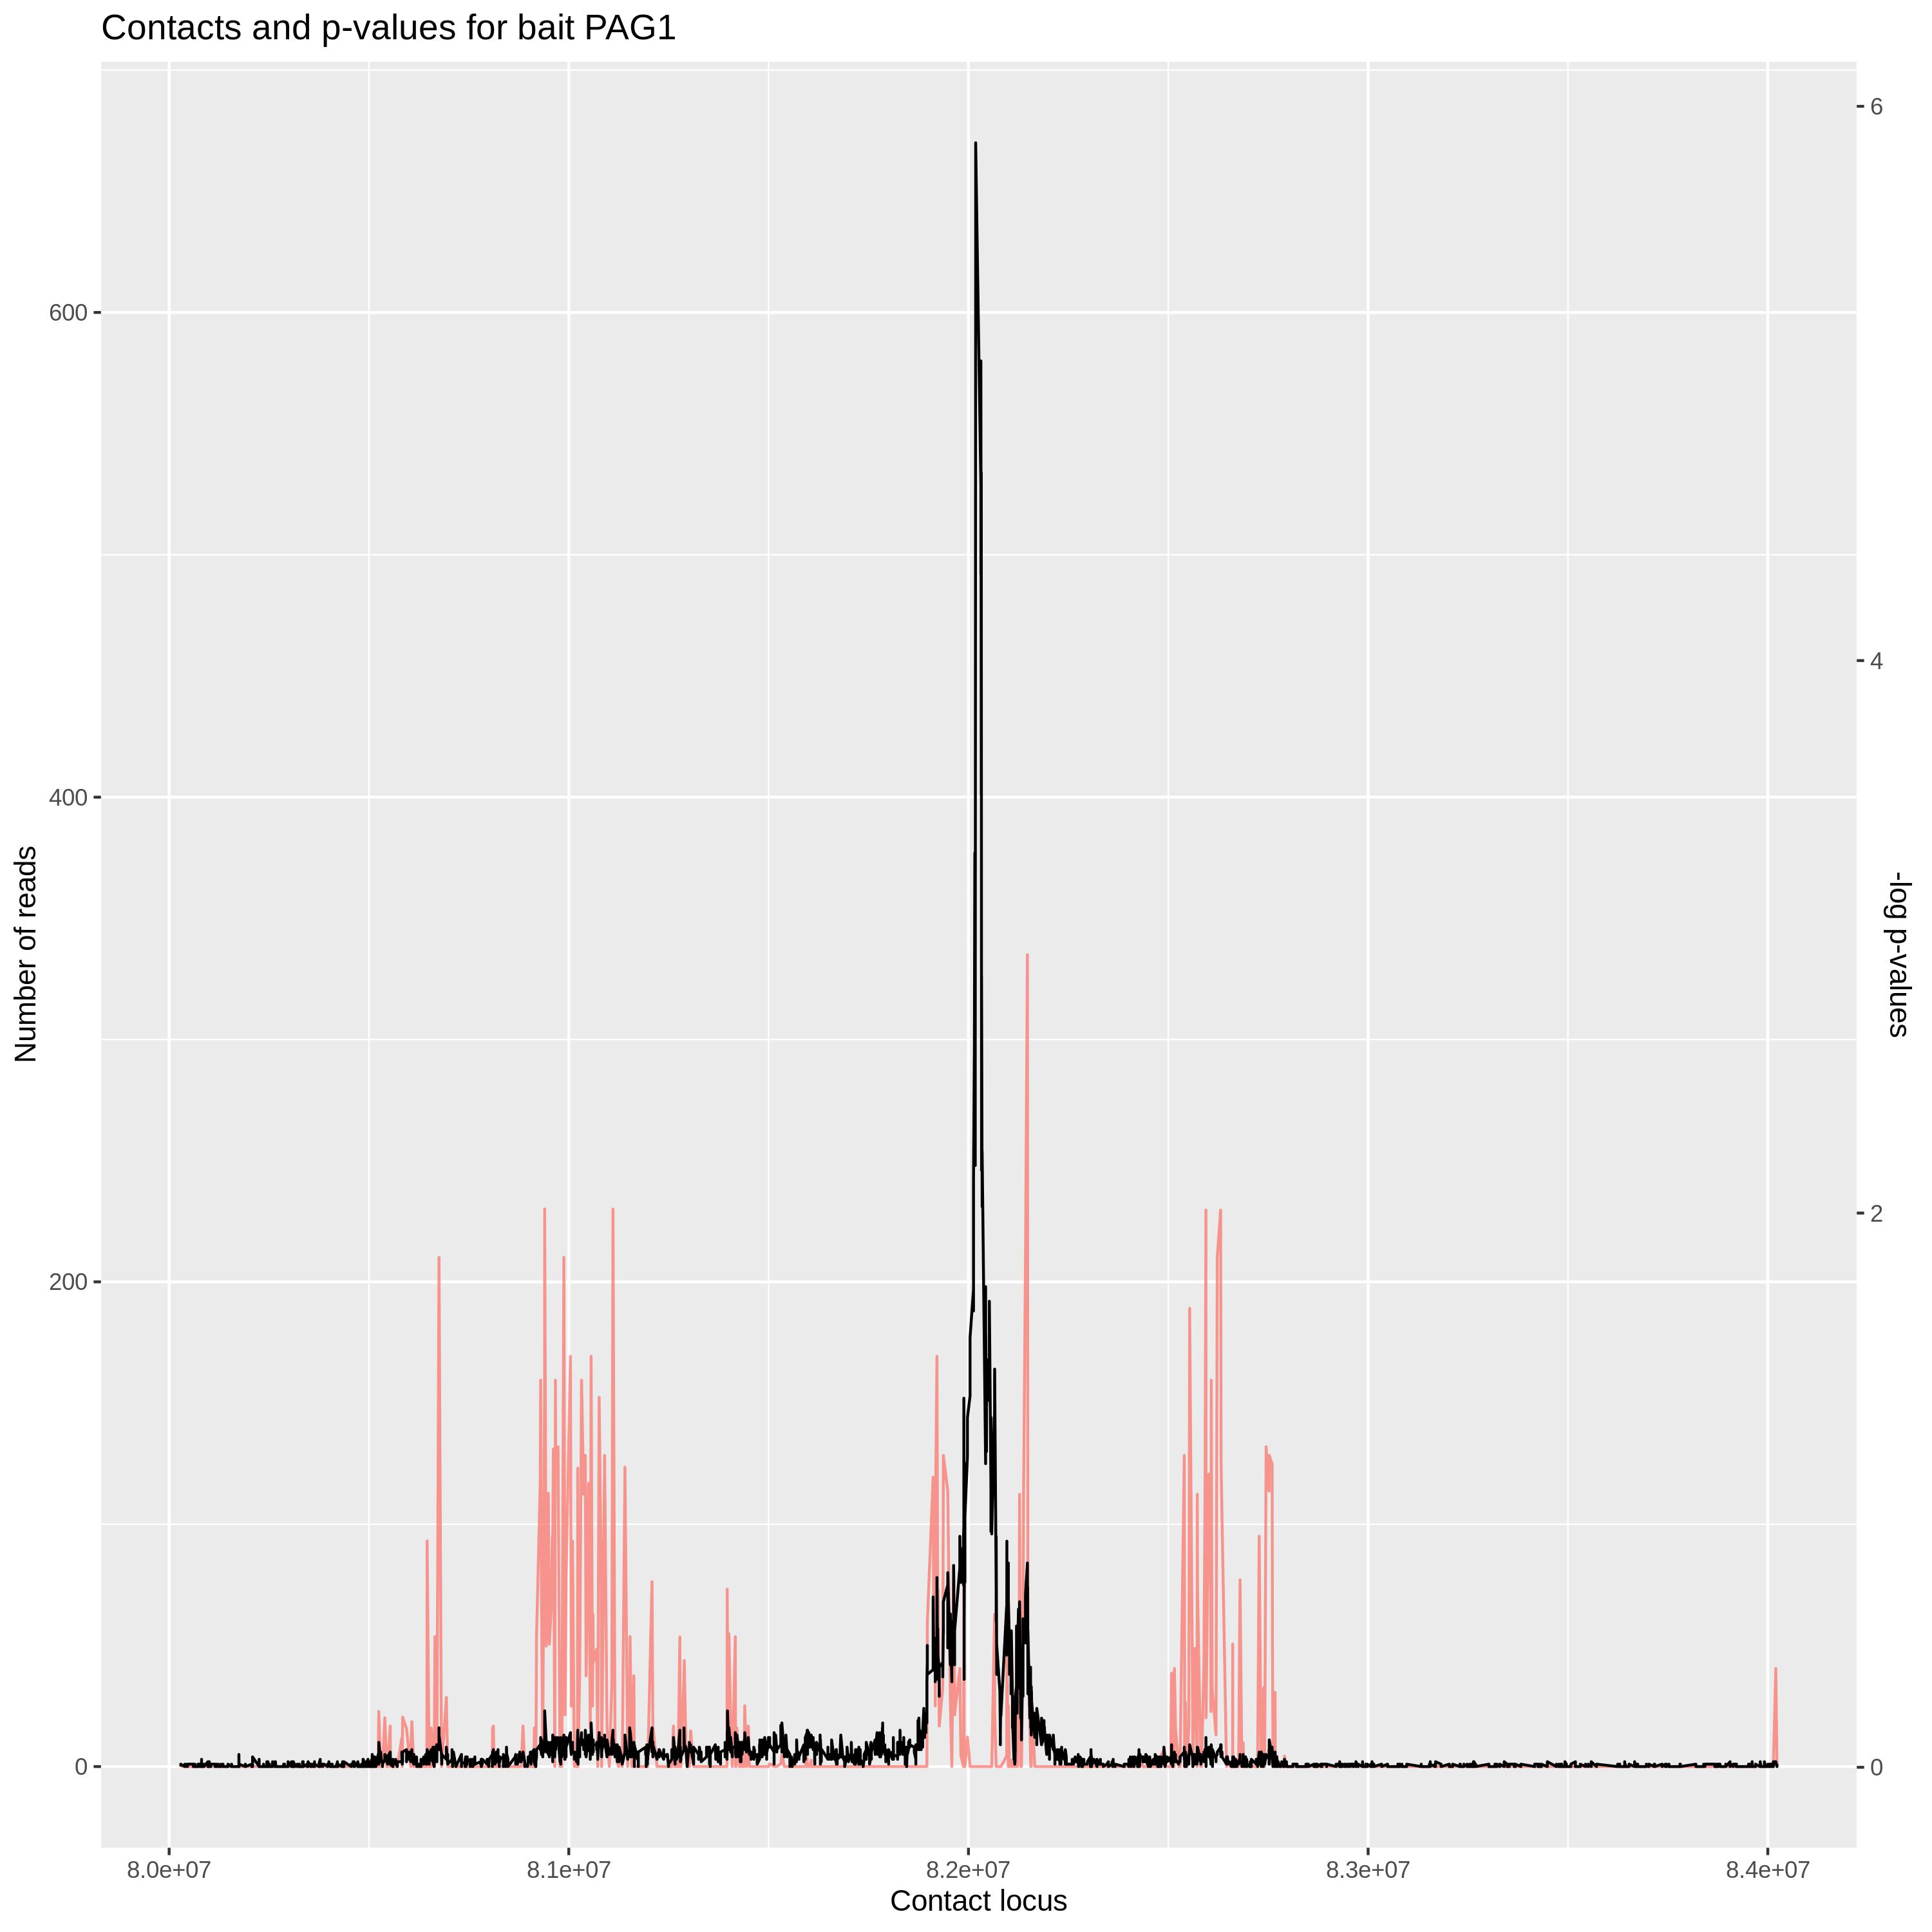 Contacts and p-values for bait PAG1
6
600
4
400
Number of reads
-log p-values
2
200
0
0
8.0e+07
8.1e+07
8.2e+07
8.3e+07
8.4e+07
Contact locus